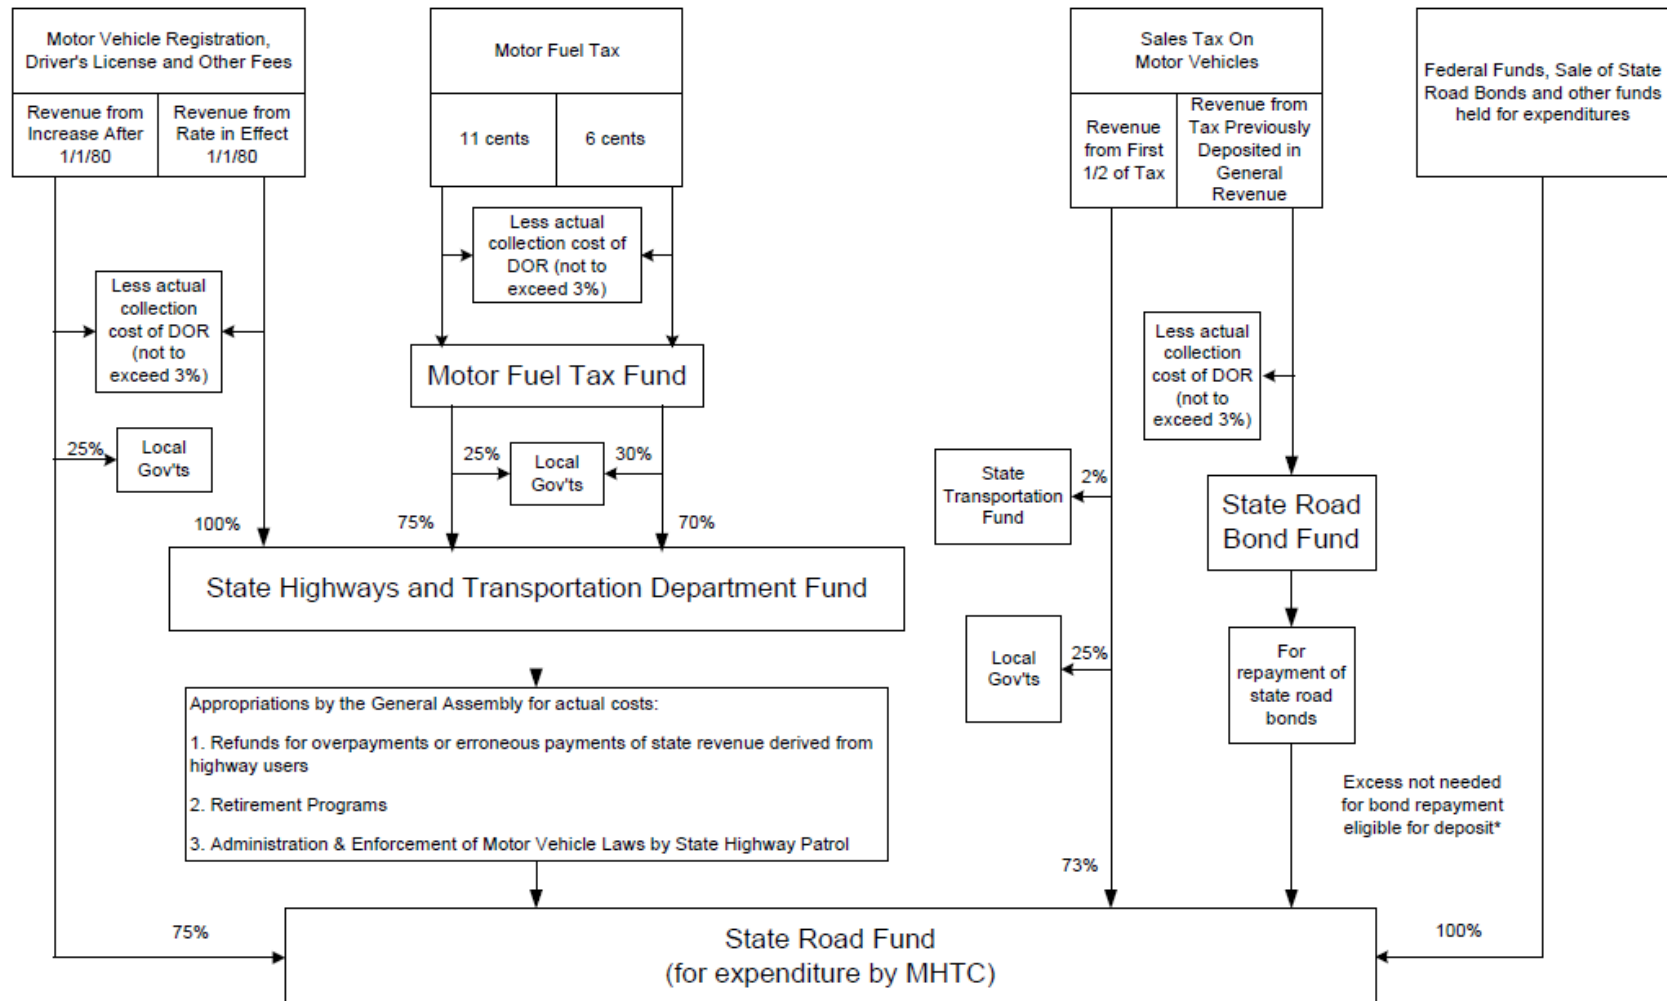 Motor Vehicle Registration,
Driver's License and Other Fees
Revenue from
Increase After
1/1/80
Revenue from
Rate in Effect
1/1/80
Motor Fuel Tax
11 cents
6 cents
Sales Tax On
Motor Vehicles
Revenue
from First
1/2 of Tax
Revenue from
Tax Previously
Deposited in
General
Revenue
Federal Funds, Sale of State
Road Bonds and other funds
held for expenditures
Less actual
collection cost of
DOR (not to
exceed 3%)
Less actual
collection
cost of DOR
(not to
exceed 3%)
Less actual
collection
cost of DOR
(not to
exceed 3%)
Motor Fuel Tax Fund
25%
Local
Gov'ts
25%
Local
Gov'ts
30%
State
Transportation
Fund
2%
State Road
Bond Fund
100%
75%
70%
State Highways and Transportation Department Fund
Local
Gov'ts
25%
For
repayment of
state road
bonds
Appropriations by the General Assembly for actual costs:
1. Refunds for overpayments or erroneous payments of state revenue derived from
highway users
2. Retirement Programs
3. Administration & Enforcement of Motor Vehicle Laws by State Highway Patrol
Excess not needed
for bond repayment
eligible for deposit*
73%
75%
State Road Fund
(for expenditure by MHTC)
100%